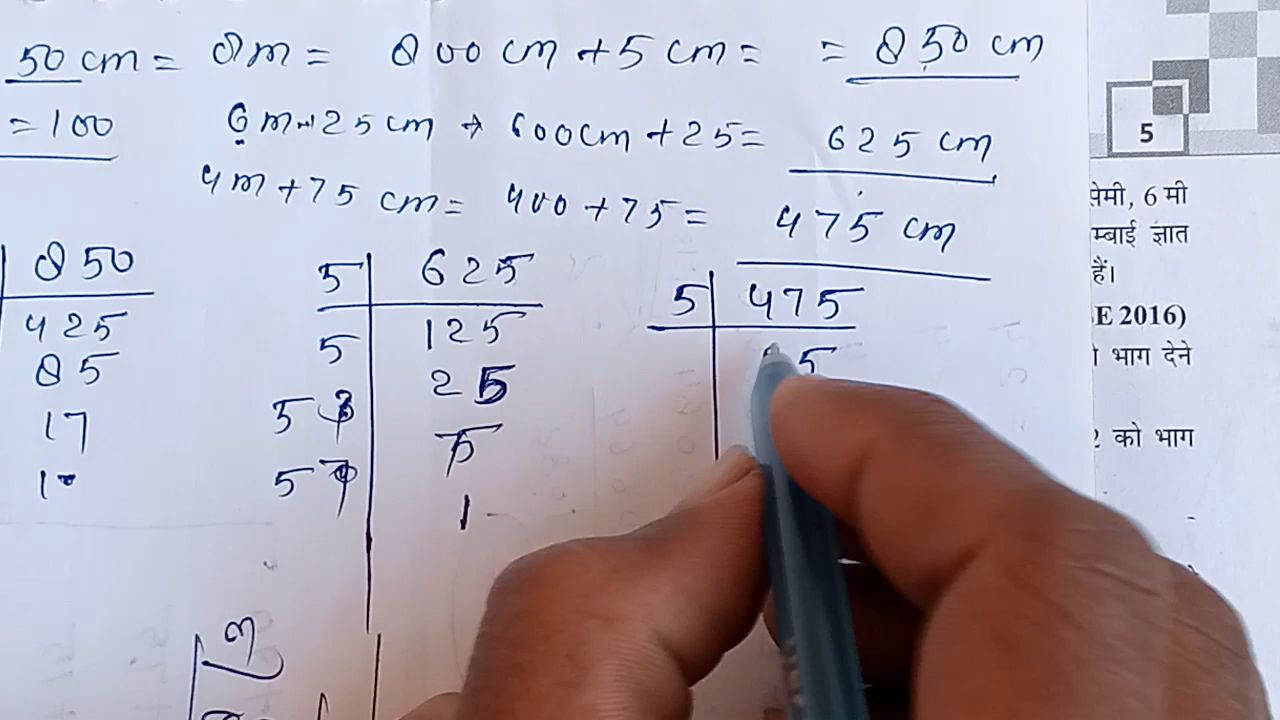 50 cm = 8m = 800 cm + 5 cm = = 850 cm
= 100 6m + 25 cm → 600cm + 25 = 625 cm
4m + 75 cm = 400 + 75 = 475 cm
850 5 625 5 475
425 5 125 5
85 5 25
17 5 5
1 1
5
सेमी, 6 मी
म्बाई ज्ञात
हैं।
E 2016)
भाग देने
को भाग